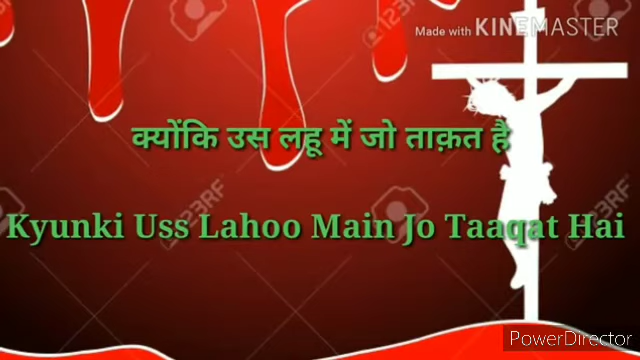 Made with KINEMASTER
क्योंकि उस लहू में जो ताक़त है
Kyunki Uss Lahoo Main Jo Taaqat Hai
PowerDirector